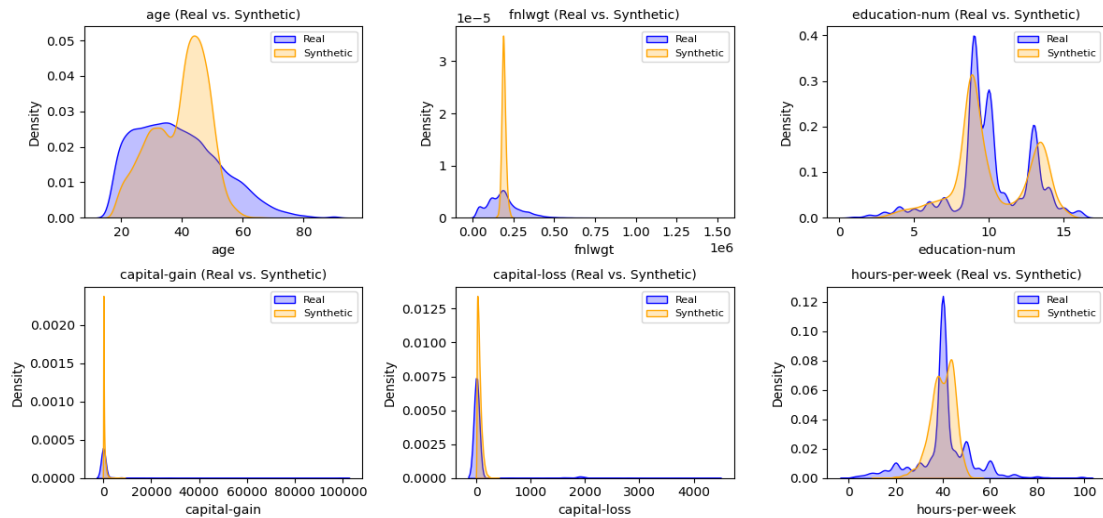 age (Real vs. Synthetic)
0.05
0.04
0.03
0.02
0.01
0.00
Density
20 40 60 80
age
Real
Synthetic
fnlwgt (Real vs. Synthetic)
1e−5
3
2
1
0
Density
0.00 0.25 0.50 0.75 1.00 1.25 1.50
1e6
fnlwgt
Real
Synthetic
education-num (Real vs. Synthetic)
0.4
0.3
0.2
0.1
0.0
Density
5 10 15
education-num
Real
Synthetic
capital-gain (Real vs. Synthetic)
0.0020
0.0015
0.0010
0.0005
0.0000
Density
0 20000 40000 60000 80000 100000
capital-gain
Real
Synthetic
capital-loss (Real vs. Synthetic)
0.0125
0.0100
0.0075
0.0050
0.0025
0.0000
Density
0 1000 2000 3000 4000
capital-loss
Real
Synthetic
hours-per-week (Real vs. Synthetic)
0.12
0.10
0.08
0.06
0.04
0.02
0.00
Density
0 20 40 60 80 100
hours-per-week
Real
Synthetic